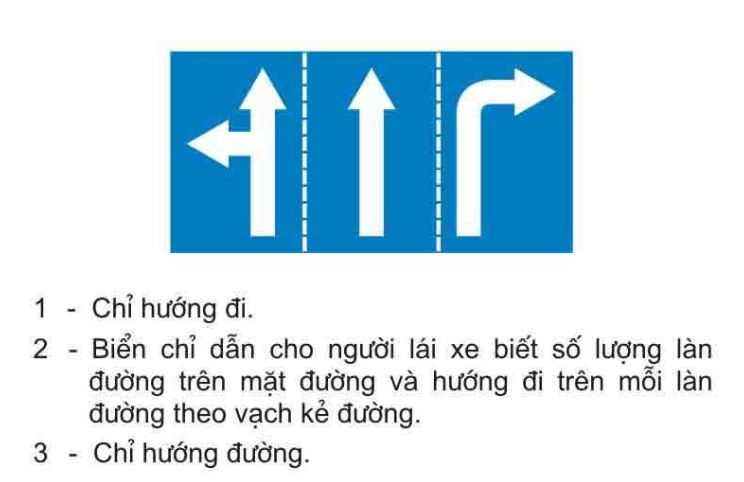 1 - Chỉ hướng đi.
2 - Biển chỉ dẫn cho người lái xe biết số lượng làn
đường trên mặt đường và hướng đi trên mỗi làn
đường theo vạch kẻ đường.
3 - Chỉ hướng đường.